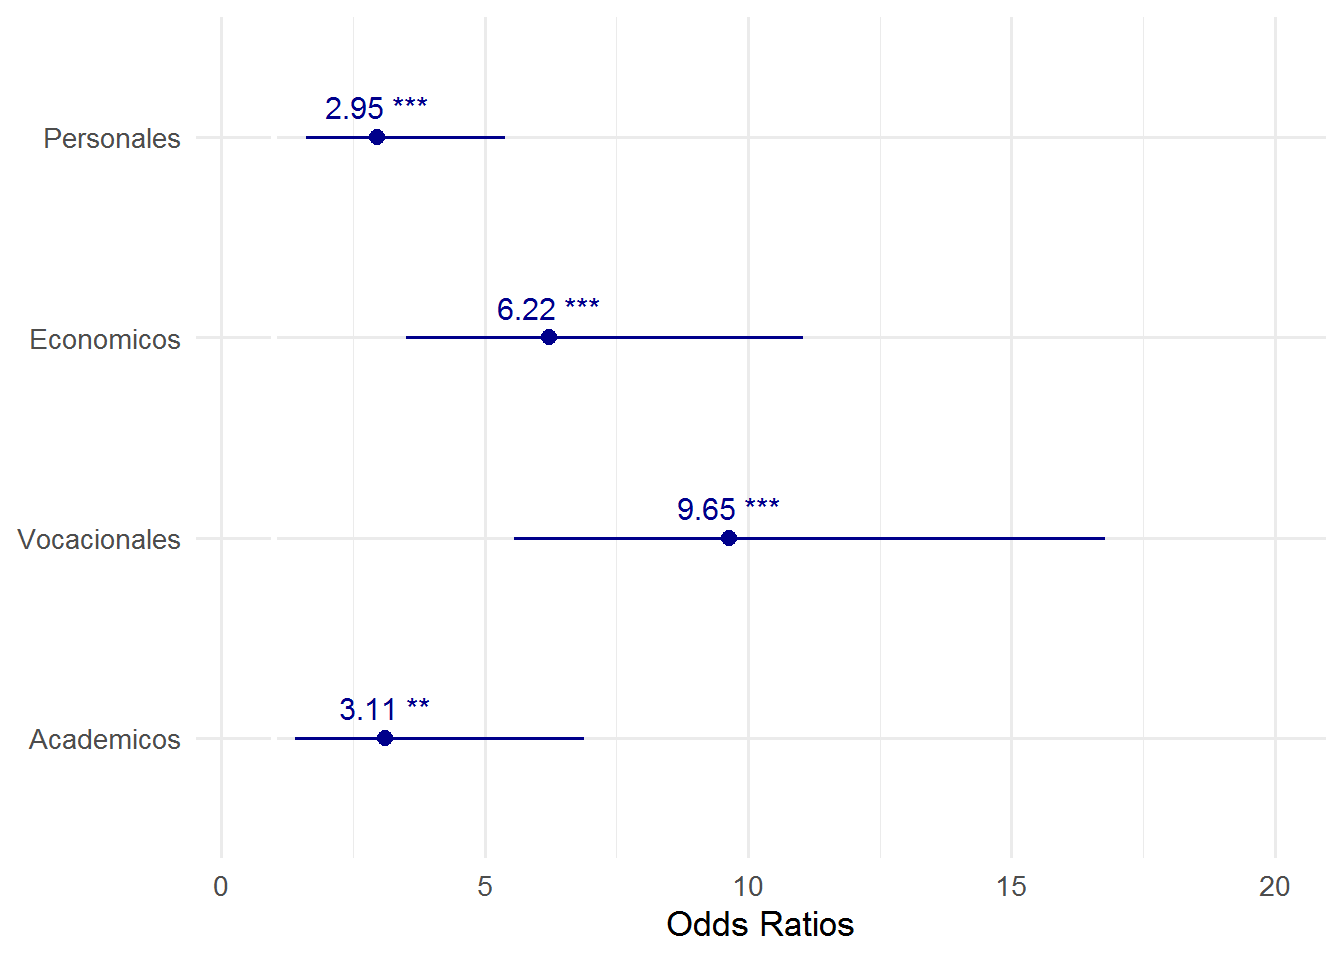 2.95 ***
Personales
6.22 ***
Economicos
9.65 ***
Vocacionales
3.11 **
Academicos
0 5 10 15 20
Odds Ratios